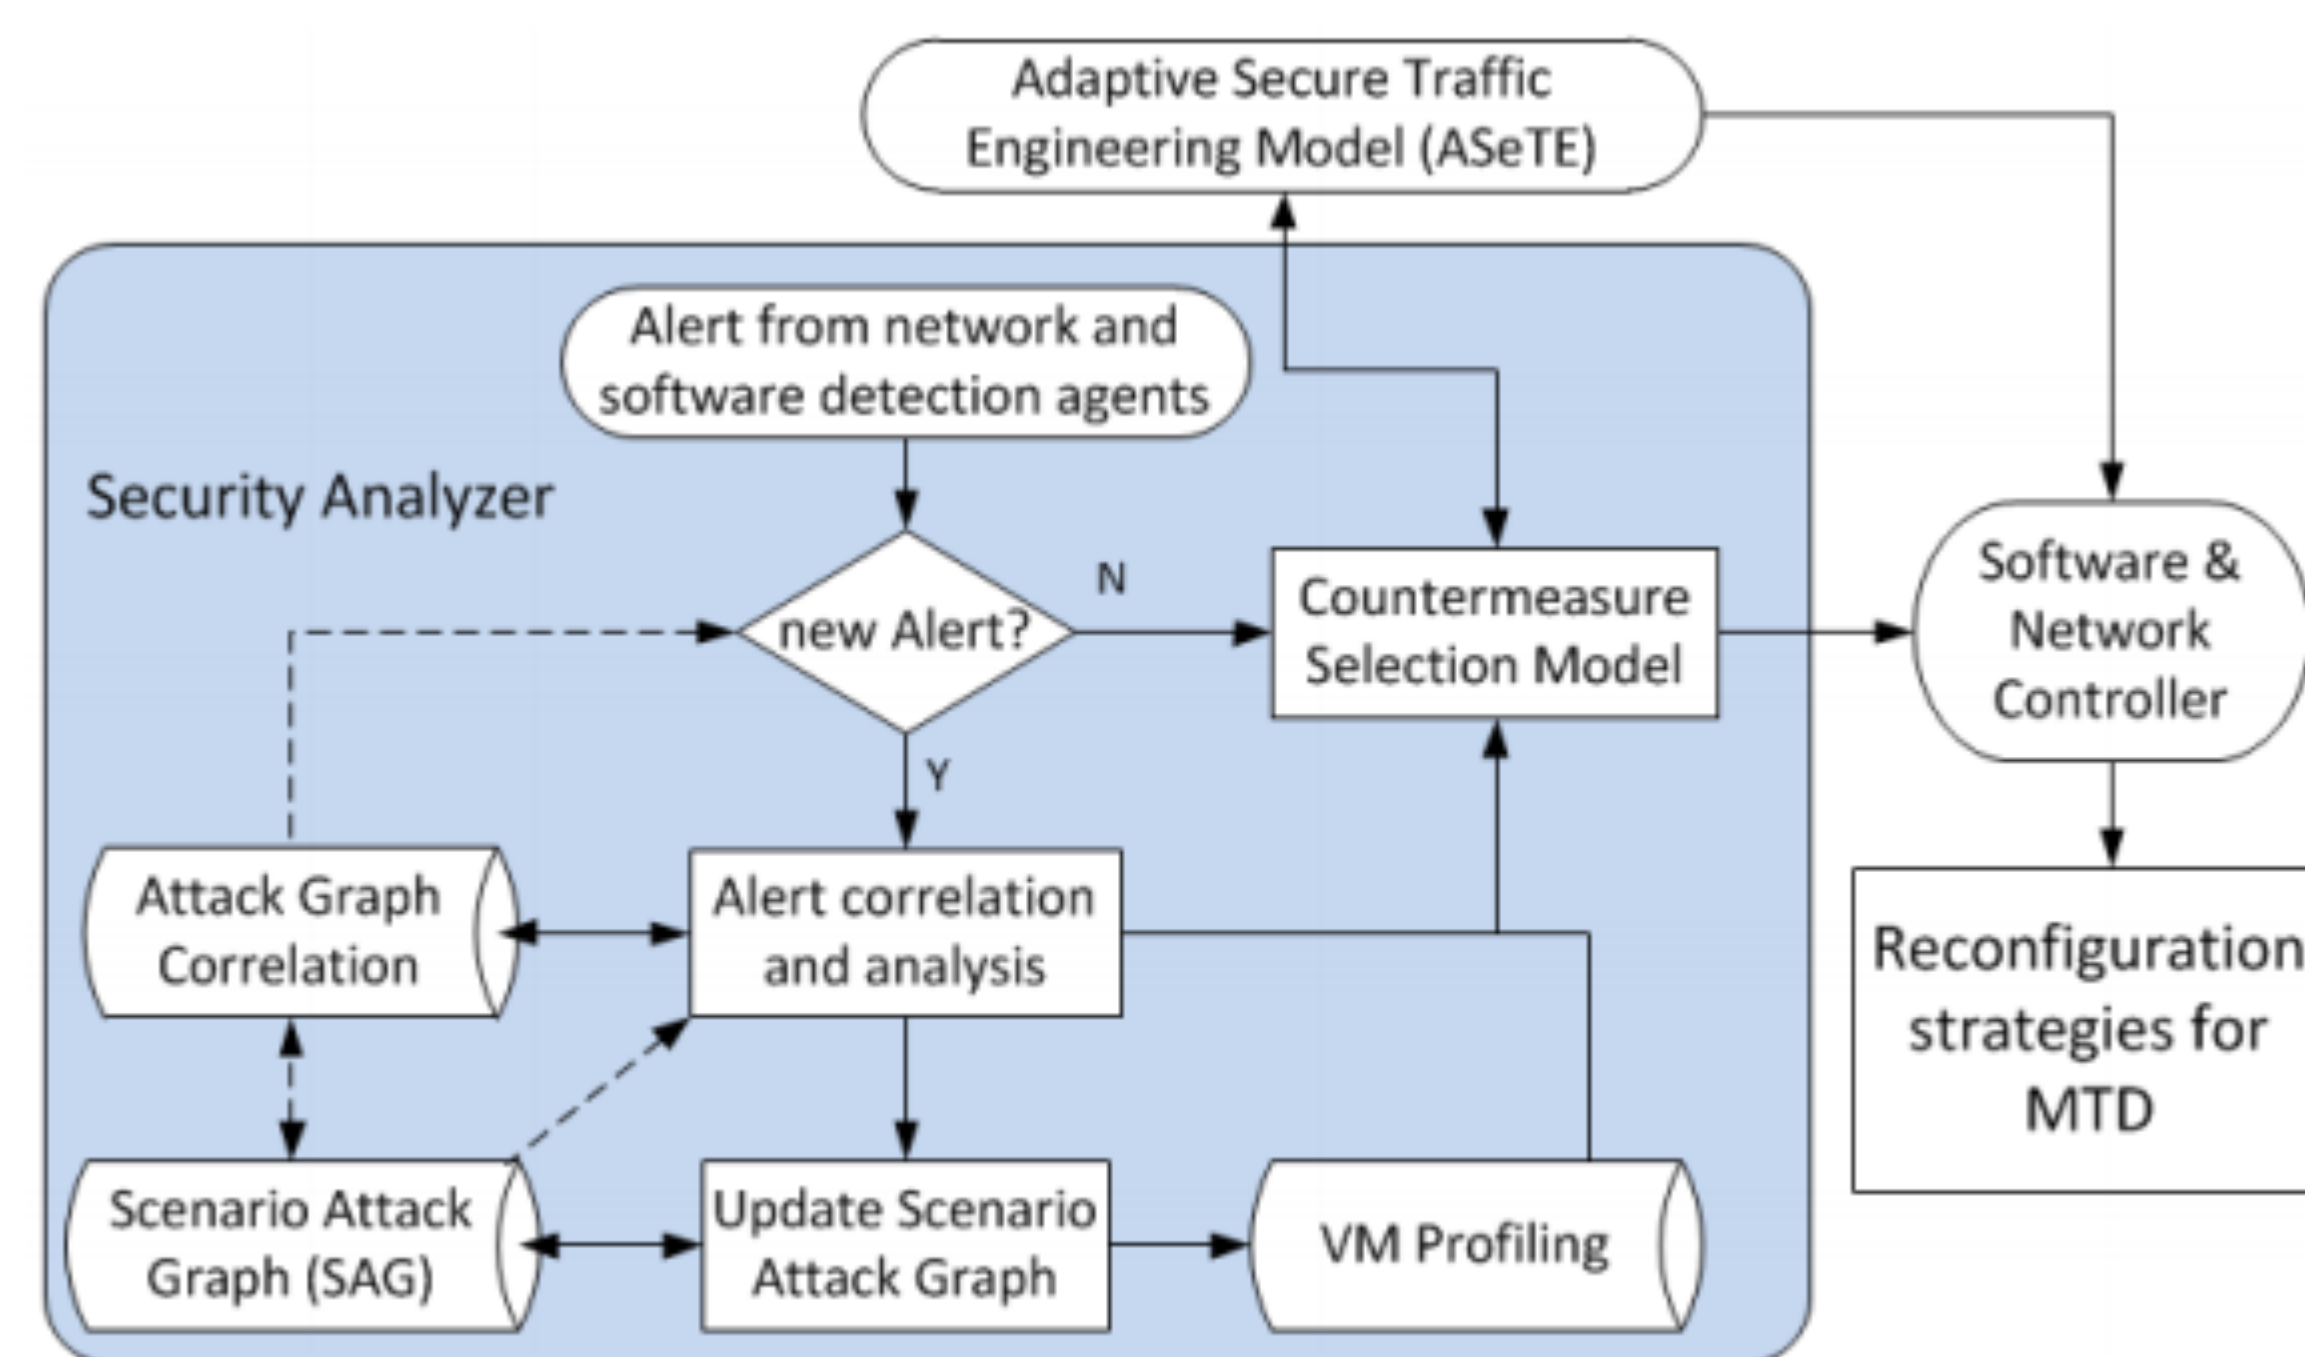 Adaptive Secure Traffic
Engineering Model (ASeTE)
Alert from network and
software detection agents
Security Analyzer
new Alert?
N
Countermeasure
Selection Model
Software &
Network
Controller
Y
Attack Graph
Correlation
Alert correlation
and analysis
Reconfiguration
strategies for
MTD
Scenario Attack
Graph (SAG)
Update Scenario
Attack Graph
VM Profiling